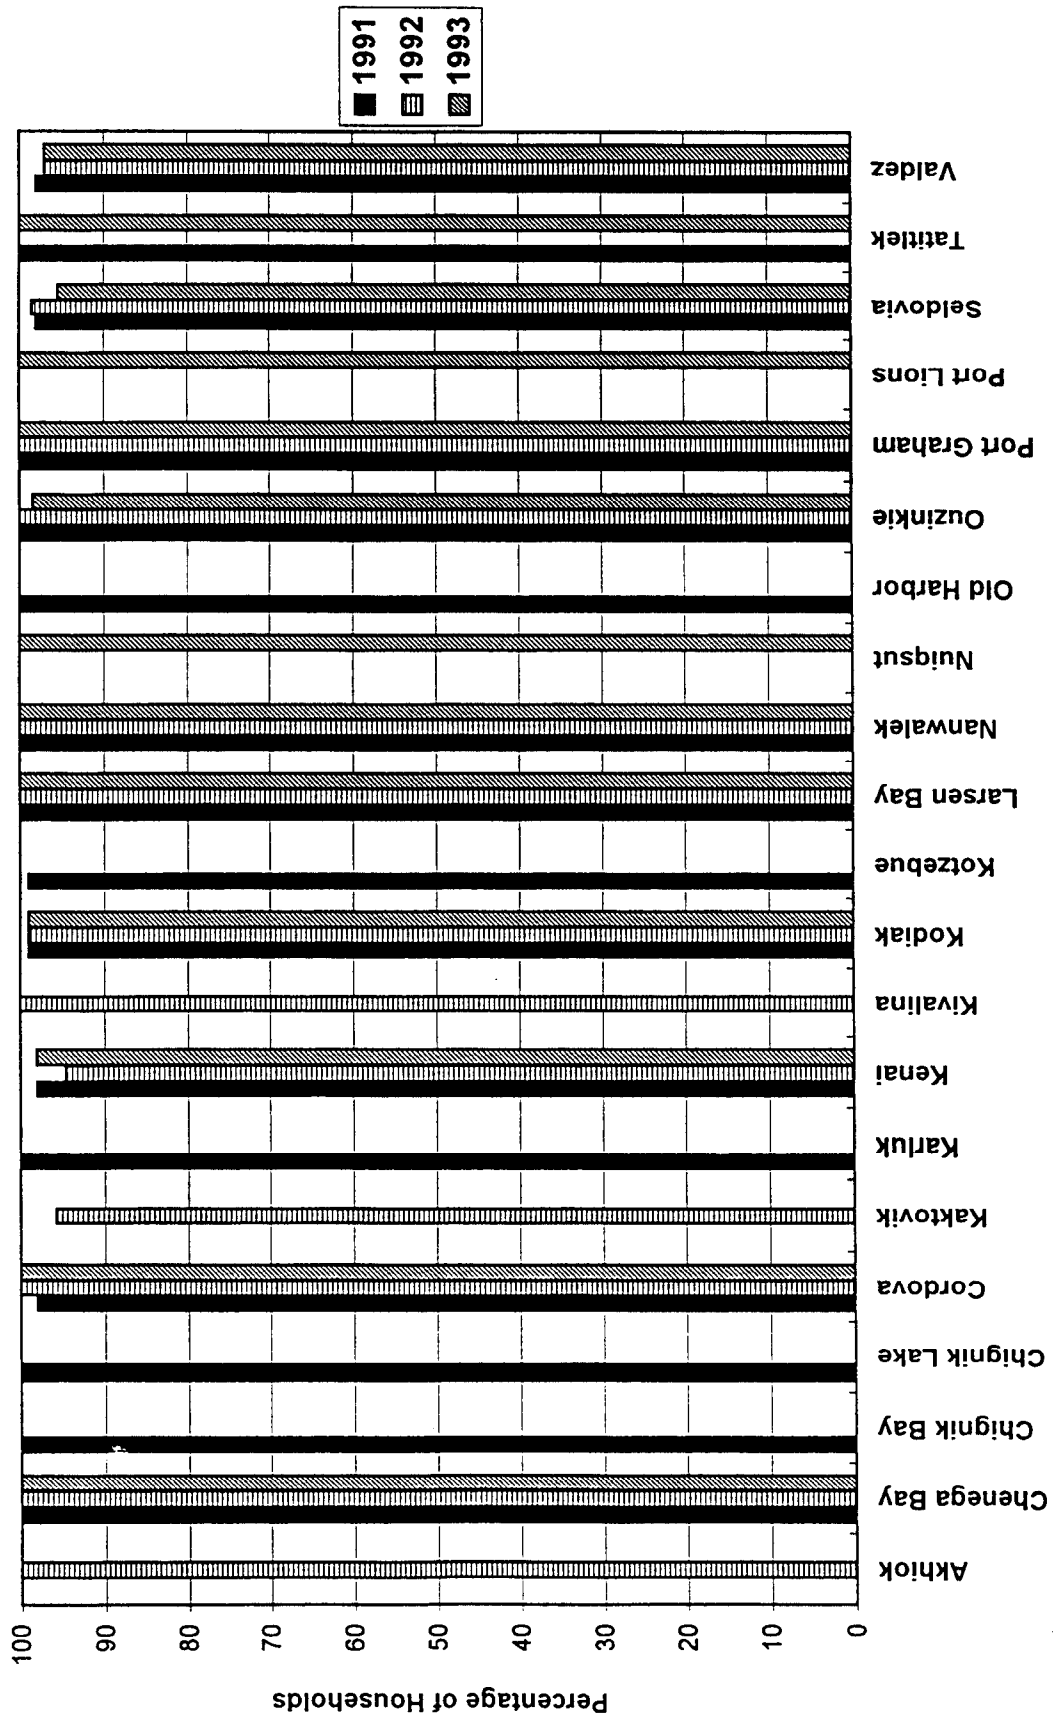 Percentage of Households
100
90
80
70
60
50
40
30
20
10
0
Akhiok
Chenega Bay
Chignik Bay
Chignik Lake
Cordova
Kaktovik
Karluk
Kenai
Kivalina
Kodiak
Kotzebue
Larsen Bay
Nanwalek
Nuiqsut
Old Harbor
Ouzinkie
Port Graham
Port Lions
Seldovia
Tatitlek
Valdez
1991
1992
1993